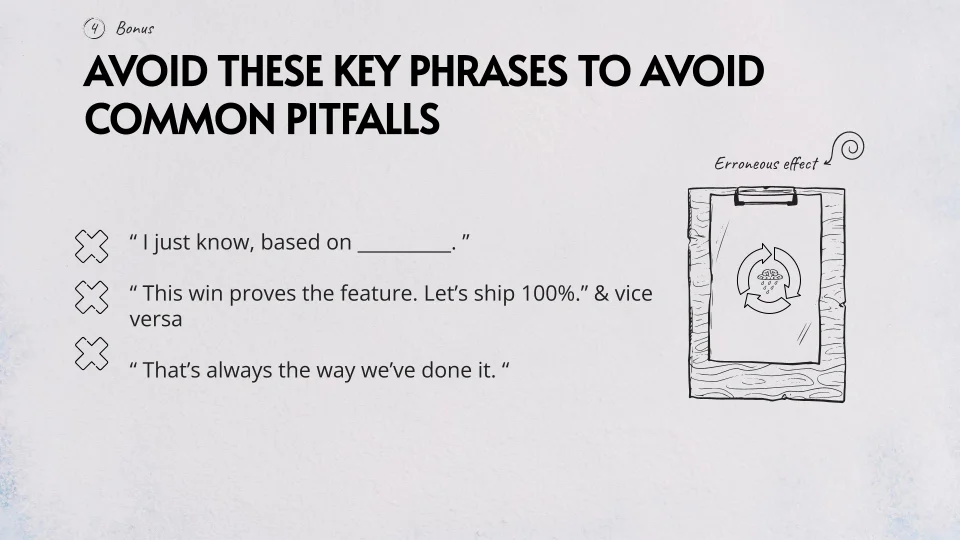 4 Bonus
AVOID THESE KEY PHRASES TO AVOID
COMMON PITFALLS
Erroneous effect
“ I just know, based on __________. ”
“ This win proves the feature. Let’s ship 100%.” & vice
versa
“ That’s always the way we’ve done it. “